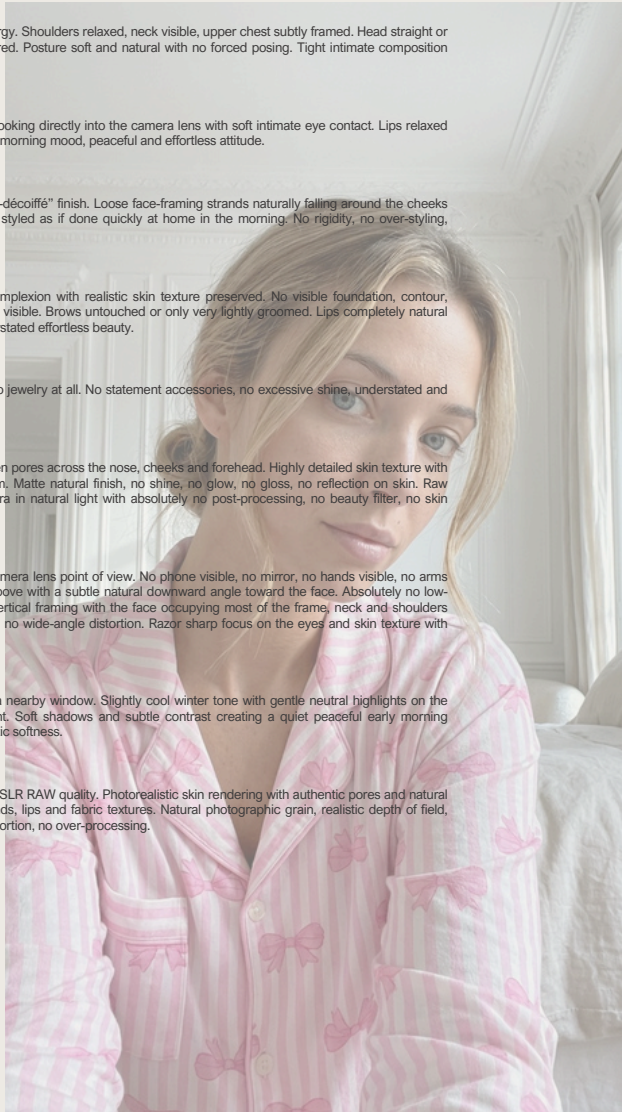 rgy. Shoulders relaxed, neck visible, upper chest subtly framed. Head straight or
red. Posture soft and natural with no forced posing. Tight intimate composition
ooking directly into the camera lens with soft intimate eye contact. Lips relaxed
morning mood, peaceful and effortless attitude.
-décoiffé” finish. Loose face-framing strands naturally falling around the cheeks
styled as if done quickly at home in the morning. No rigidity, no over-styling,
mplexion with realistic skin texture preserved. No visible foundation, contour,
visible. Brows untouched or only very lightly groomed. Lips completely natural
rstated effortless beauty.
o jewelry at all. No statement accessories, no excessive shine, understated and
en pores across the nose, cheeks and forehead. Highly detailed skin texture with
n. Matte natural finish, no shine, no glow, no gloss, no reflection on skin. Raw
ra in natural light with absolutely no post-processing, no beauty filter, no skin
mera lens point of view. No phone visible, no mirror, no hands visible, no arms
ove with a subtle natural downward angle toward the face. Absolutely no low-
ertical framing with the face occupying most of the frame, neck and shoulders
no wide-angle distortion. Razor sharp focus on the eyes and skin texture with
n nearby window. Slightly cool winter tone with gentle neutral highlights on the
nt. Soft shadows and subtle contrast creating a quiet peaceful early morning
ic softness.
SLR RAW quality. Photorealistic skin rendering with authentic pores and natural
ds, lips and fabric textures. Natural photographic grain, realistic depth of field,
ortion, no over-processing.